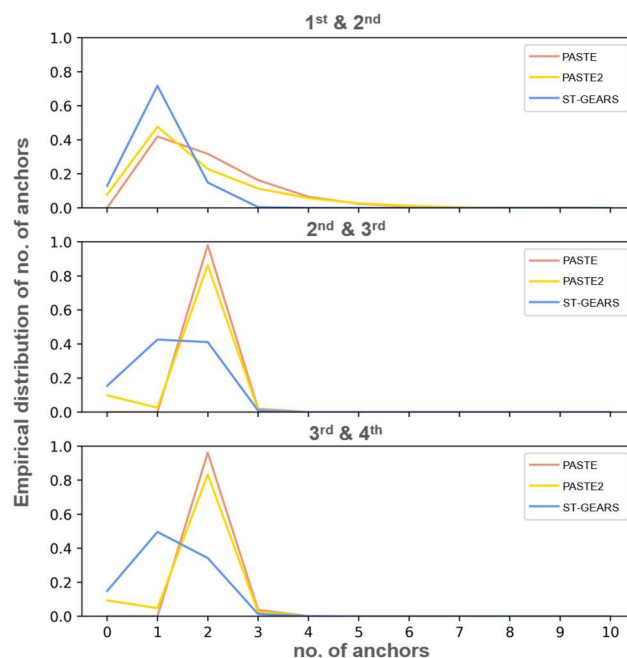 1st & 2nd
1.0
0.8
0.6
0.4
0.2
0.0
PASTE
PASTE2
ST-GEARS
2nd & 3rd
1.0
0.8
0.6
0.4
0.2
0.0
PASTE
PASTE2
ST-GEARS
3rd & 4th
1.0
0.8
0.6
0.4
0.2
0.0
PASTE
PASTE2
ST-GEARS
0 1 2 3 4 5 6 7 8 9 10
no. of anchors
Empirical distribution of no. of anchors